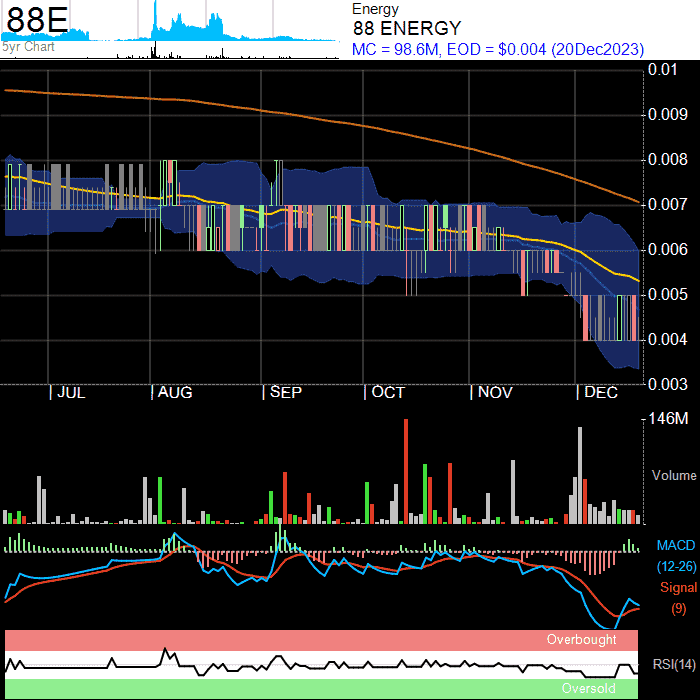 88E
5yr Chart
Energy
88 ENERGY
MC = 98.6M, EOD = $0.004 (20Dec2023)
0.01
0.009
0.008
0.007
0.006
0.005
0.004
0.003
| JUL | AUG | SEP | OCT | NOV | DEC
146M
Volume
MACD
(12-26)
Signal
(9)
Overbought
RSI(14)
Oversold